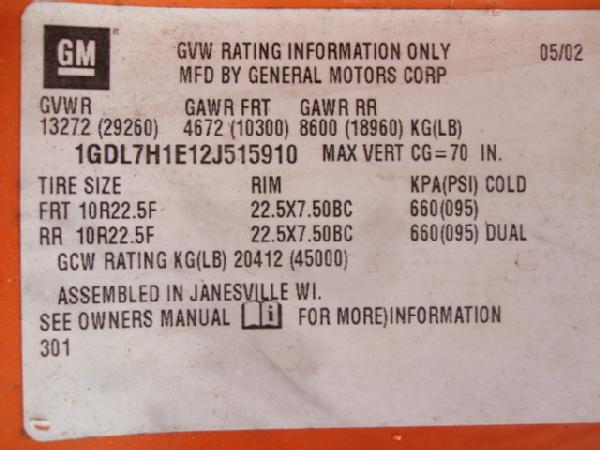 GM
GVW RATING INFORMATION ONLY 05/02
MFD BY GENERAL MOTORS CORP
GVWR GAWR FRT GAWR RR
13272 (29260) 4672 (10300) 8600 (18960) KG(LB)
1GDL7H1E12J515910 MAX VERT CG=70 IN.
TIRE SIZE RIM KPA(PSI) COLD
FRT 10R22.5F 22.5X7.50BC 660(095)
RR 10R22.5F 22.5X7.50BC 660(095) DUAL
GCW RATING KG(LB) 20412 (45000)
ASSEMBLED IN JANESVILLE WI.
SEE OWNERS MANUAL i FOR MORE)INFORMATION
301